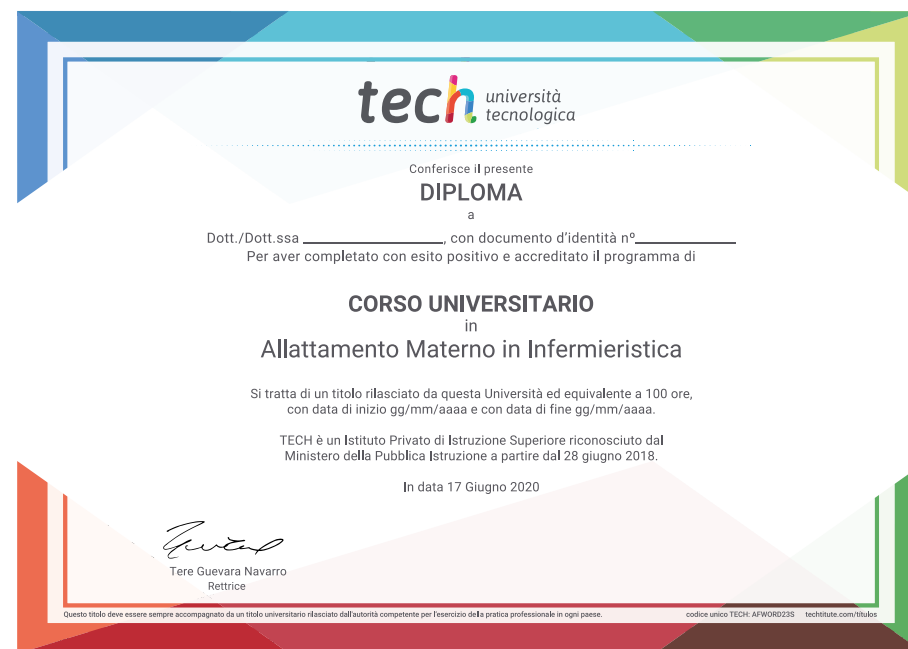 tech università
tecnologica
Conferisce il presente
DIPLOMA
a
Dott./Dott.ssa ____________________, con documento d'identità nº______________
Per aver completato con esito positivo e accreditato il programma di
CORSO UNIVERSITARIO
in
Allattamento Materno in Infermieristica
Si tratta di un titolo rilasciato da questa Università ed equivalente a 100 ore,
con data di inizio gg/mm/aaaa e con data di fine gg/mm/aaaa.
TECH è un Istituto Privato di Istruzione Superiore riconosciuto dal
Ministero della Pubblica Istruzione a partire dal 28 giugno 2018.
In data 17 Giugno 2020
Tere Guevara Navarro
Rettrice
Questo titolo deve essere sempre accompagnato da un titolo universitario rilasciato dall'autorità competente per l'esercizio della pratica professionale in ogni paese. codice unico TECH: AFWORD23S techtitute.com/titulos